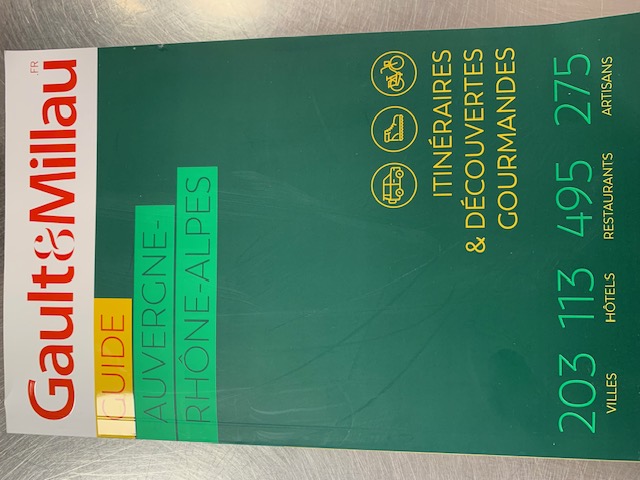 Gault&Millau
.FR
GUIDE
AUVERGNE-
RHÔNE-ALPES
ITINÉRAIRES
& DÉCOUVERTES
GOURMANDES
203 113 495 275
VILLES HÔTELS RESTAURANTS ARTISANS